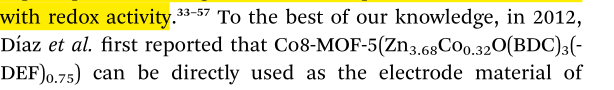 with redox activity.³³⁻⁵⁷ To the best of our knowledge, in 2012,
Díaz et al. first reported that Co8-MOF-5(Zn₃.₆₈Co₀.₃₂O(BDC)₃(-
DEF)₀.₇₅) can be directly used as the electrode material of